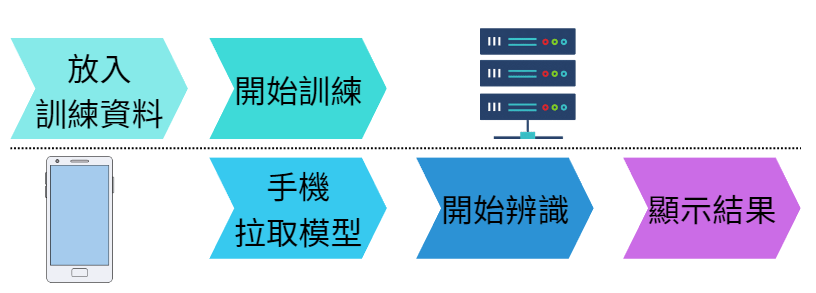 放入
訓練資料
開始訓練
手機
拉取模型
開始辨識
顯示結果